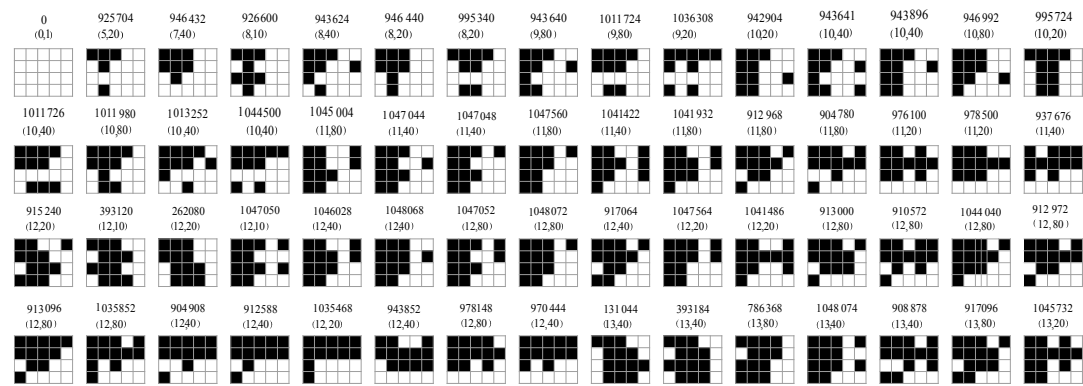 0 925704 946432 926600 943624 946440 995340 943640 1011724 1036308 942904 943641 943896 946992 995724
(0,1) (5,20) (7,40) (8,10) (8,40) (8,20) (8,20) (9,80) (9,80) (9,20) (10,20) (10,40) (10,40) (10,80) (10,20)
1011726 1011980 1013252 1044500 1045004 1047044 1047048 1047560 1041422 1041932 912968 904780 976100 978500 937676
(10,40) (10,80) (10,40) (10,40) (11,80) (11,40) (11,40) (11,80) (11,40) (11,80) (11,80) (11,80) (11,20) (11,20) (11,40)
915240 393120 262080 1047050 1046028 1048068 1047052 1048072 917064 1047564 1041486 913000 910572 1044040 912972
(12,20) (12,10) (12,20) (12,10) (12,40) (12,40) (12,80) (12,80) (12,40) (12,20) (12,20) (12,80) (12,80) (12,80) (12,80)
913096 1035852 904908 912588 1035468 943852 978148 970444 131044 393184 786368 1048074 908878 917096 1045732
(12,80) (12,80) (12,40) (12,40) (12,20) (12,40) (12,80) (12,40) (13,40) (13,40) (13,80) (13,40) (13,40) (13,80) (13,20)